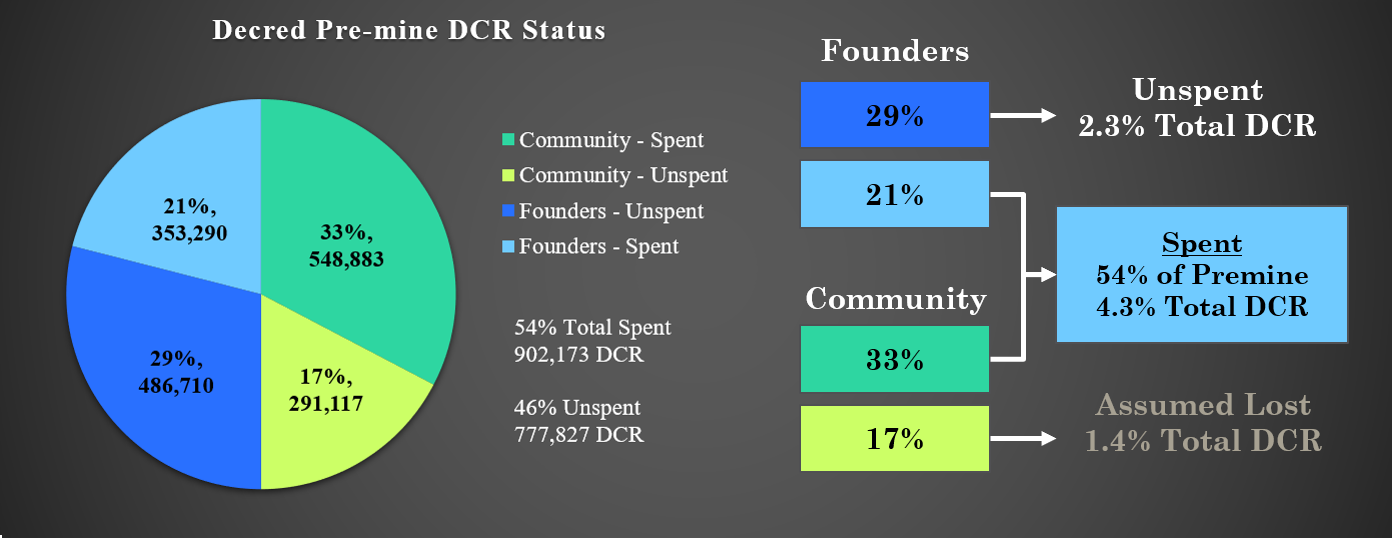 Decred Pre-mine DCR Status
21%,
353,290
33%,
548,883
29%,
486,710
17%,
291,117
Community - Spent
Community - Unspent
Founders - Unspent
Founders - Spent
54% Total Spent
902,173 DCR
46% Unspent
777,827 DCR
Founders
29%
21%
Community
33%
17%
Unspent
2.3% Total DCR
Spent
54% of Premine
4.3% Total DCR
Assumed Lost
1.4% Total DCR